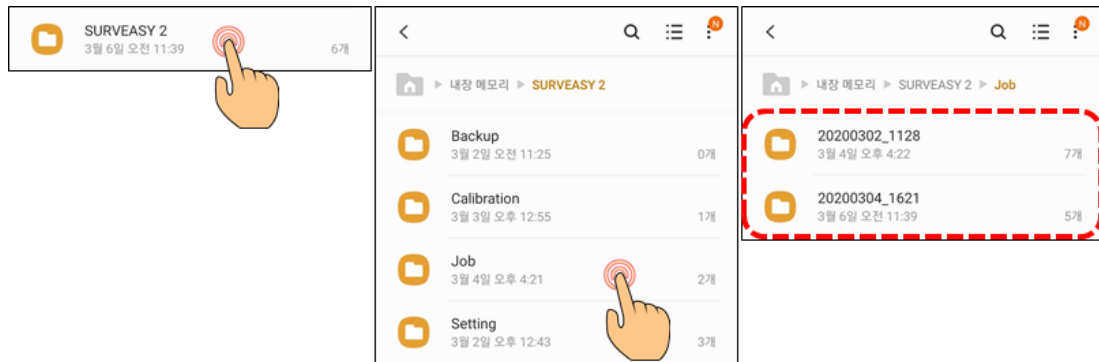 SURVEASY 2
3월 6일 오전 11:39
6개
N
내장 메모리 ▶ SURVEASY 2
Backup
3월 2일 오전 11:25
0개
Calibration
3월 3일 오후 12:55
1개
Job
3월 4일 오후 4:21
2개
Setting
3월 2일 오후 12:43
3개
N
내장 메모리 ▶ SURVEASY 2 ▶ Job
20200302_1128
3월 4일 오후 4:22
7개
20200304_1621
3월 6일 오전 11:39
5개